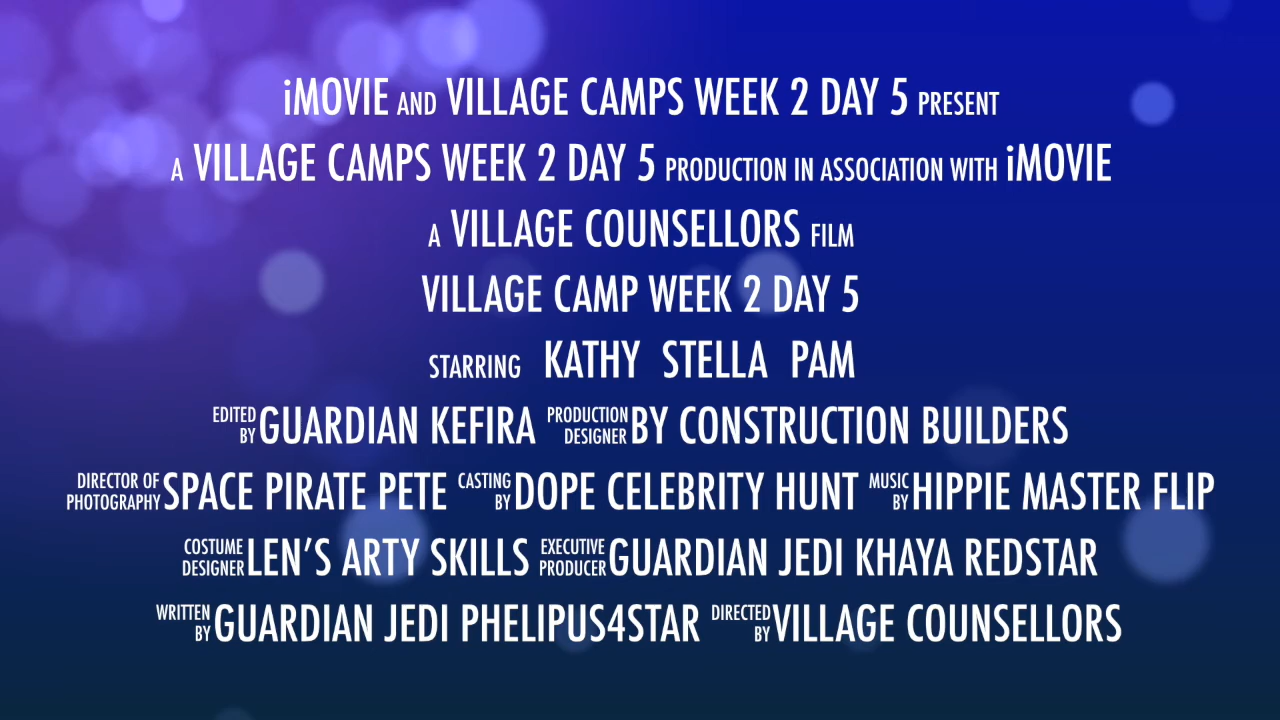 iMOVIE AND VILLAGE CAMPS WEEK 2 DAY 5 PRESENT
A VILLAGE CAMPS WEEK 2 DAY 5 PRODUCTION IN ASSOCIATION WITH iMOVIE
A VILLAGE COUNSELLORS FILM
VILLAGE CAMP WEEK 2 DAY 5
STARRING KATHY STELLA PAM
EDITED BY GUARDIAN KEFIRA PRODUCTION DESIGNER BY CONSTRUCTION BUILDERS
DIRECTOR OF PHOTOGRAPHY SPACE PIRATE PETE CASTING BY DOPE CELEBRITY HUNT MUSIC BY HIPPIE MASTER FLIP
COSTUME DESIGNER LEN'S ARTY SKILLS EXECUTIVE PRODUCER GUARDIAN JEDI KHAYA REDSTAR
WRITTEN BY GUARDIAN JEDI PHELIPUS4STAR DIRECTED BY VILLAGE COUNSELLORS